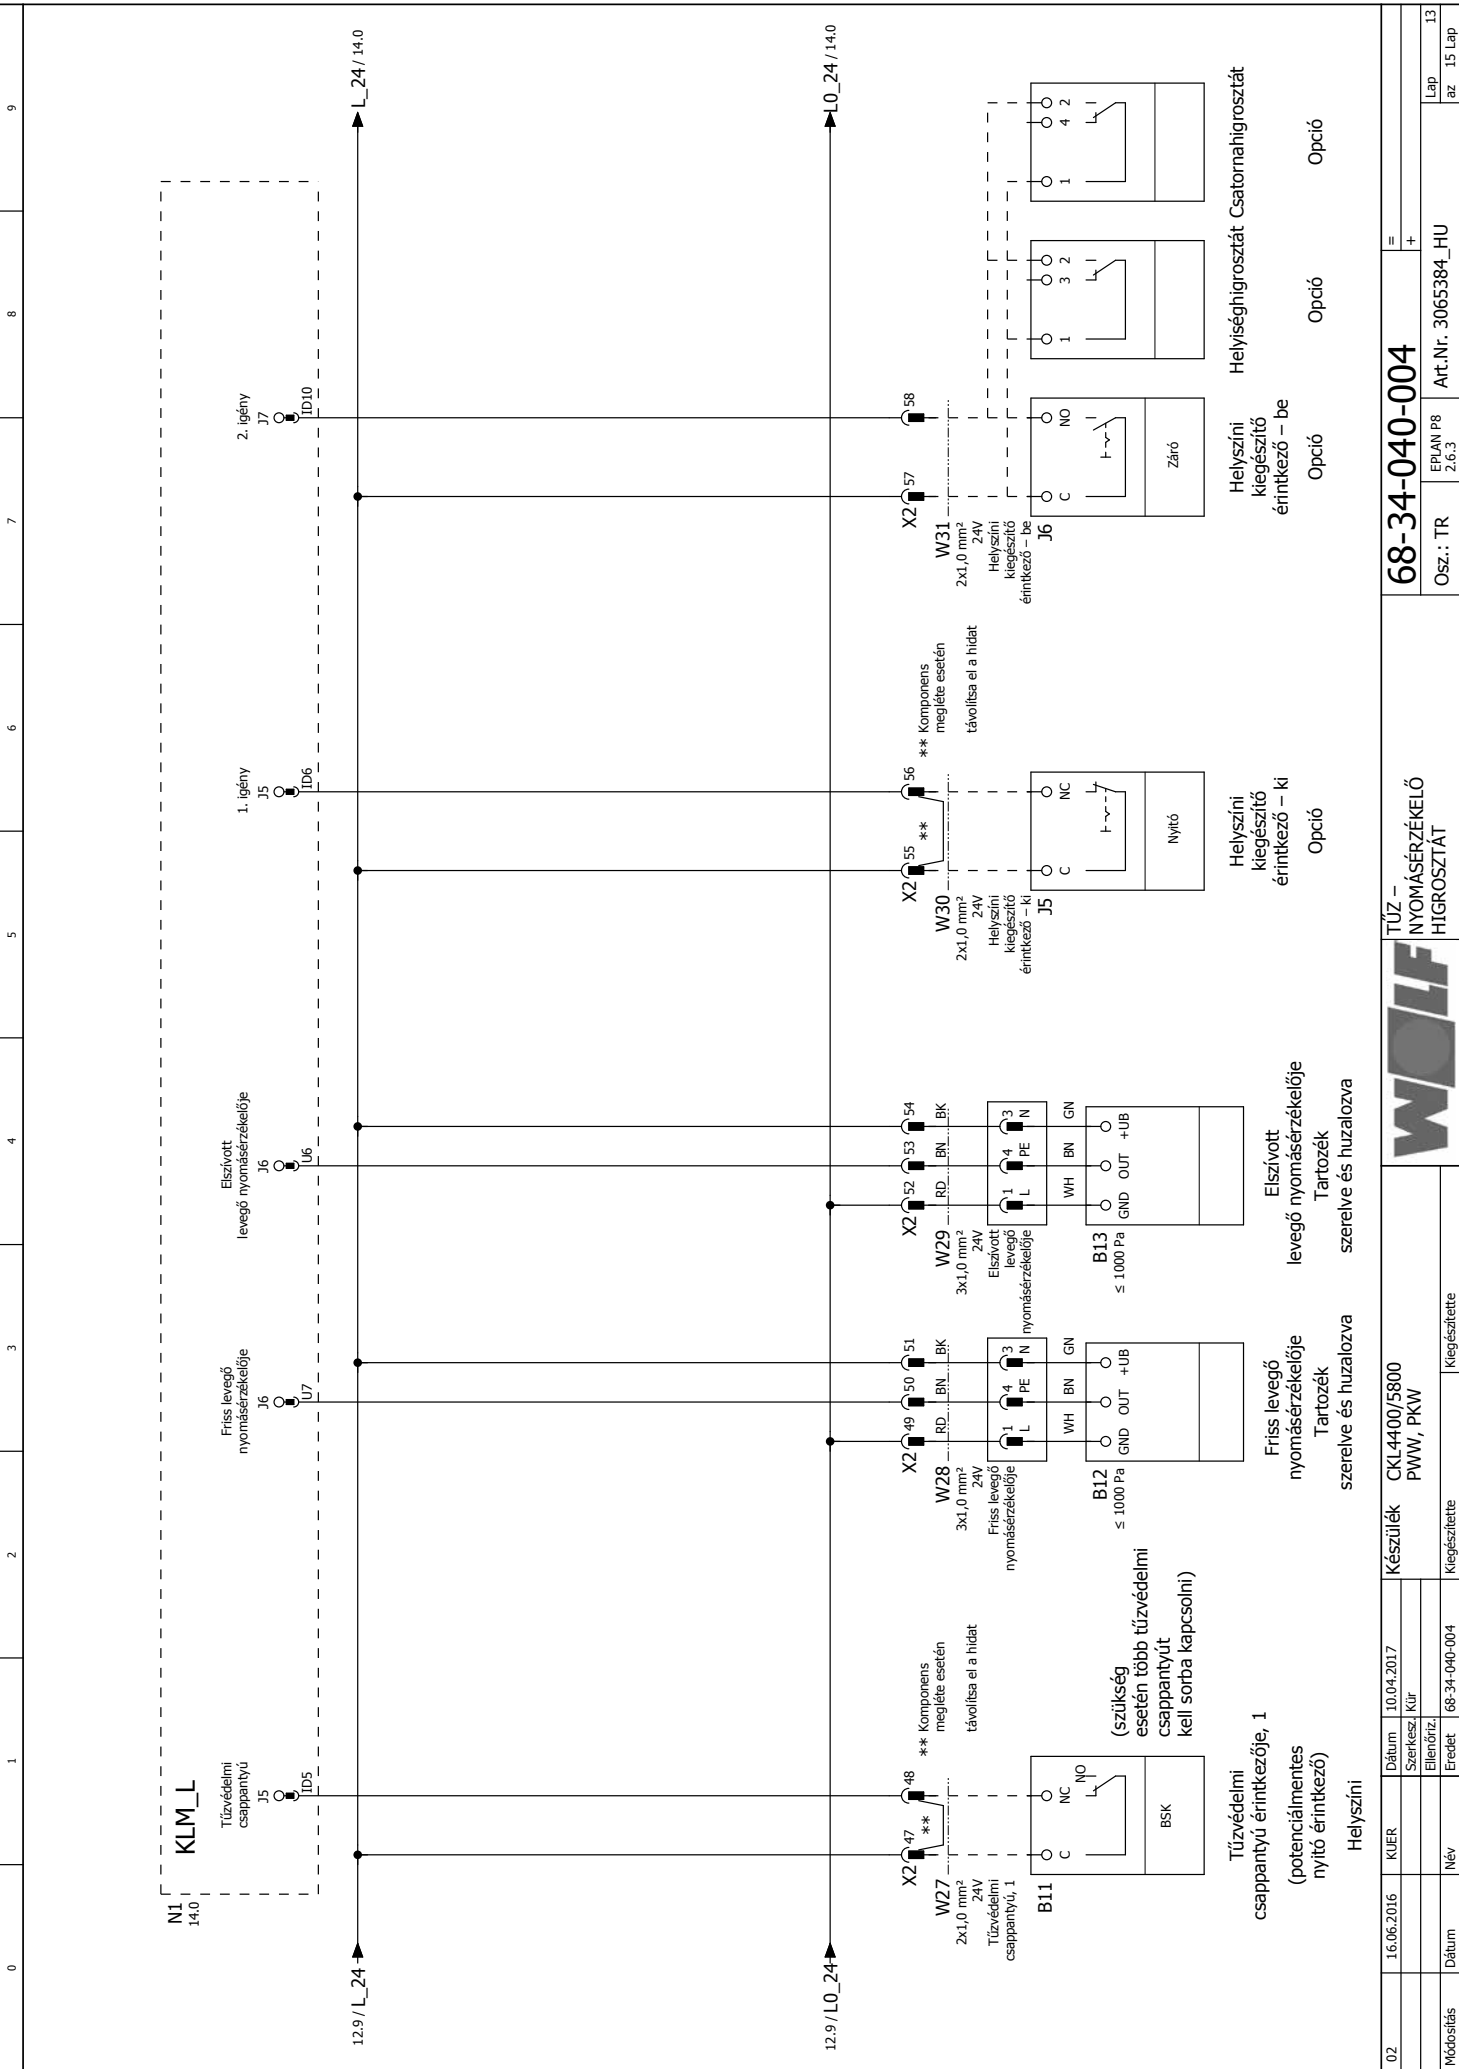 0 1 2 3 4 5 6 7 8 9
N1
14.0
KLM_L
Tűzvédelmi
csappantyú
J5
ID5
Friss levegő
nyomásérzékelője
J6
U7
Elszívott
levegő nyomásérzékelője
J6
U6
1. igény
J5
ID6
2. igény
J7
ID10
12.9 / L_24
L_24 / 14.0
12.9 / L0_24
L0_24 / 14.0
X2 47 48
**
** Komponens
megléte esetén
távolítsa el a hidat
W27
2x1,0 mm²
24V
Tűzvédelmi
csappantyú, 1
B11
C NC NO
BSK
(szükség
esetén több tűzvédelmi
csappantyút
kell sorba kapcsolni)
Tűzvédelmi
csappantyú érintkezője, 1
(potenciálmentes
nyitó érintkező)
Helyszíni
X2 49 50 51
RD BN BK
W28
3x1,0 mm²
24V
Friss levegő
nyomásérzékelője
1 4 3
L PE N
WH BN GN
B12
≤ 1000 Pa
GND OUT +UB
Friss levegő
nyomásérzékelője
Tartozék
szerelve és huzalozva
X2 52 53 54
RD BN BK
W29
3x1,0 mm²
24V
Elszívott
levegő
nyomásérzékelője
1 4 3
L PE N
WH BN GN
B13
≤ 1000 Pa
GND OUT +UB
Elszívott
levegő nyomásérzékelője
Tartozék
szerelve és huzalozva
X2 55 56
**
** Komponens
megléte esetén
távolítsa el a hidat
W30
2x1,0 mm²
24V
Helyszíni
kiegészítő
érintkező – ki
J5
C NC
Nyitó
Helyszíni
kiegészítő
érintkező – ki
Opció
X2 57 58
W31
2x1,0 mm²
24V
Helyszíni
kiegészítő
érintkező – be
J6
C NO
Záró
Helyszíni
kiegészítő
érintkező – be
Opció
1 3 2
Helyiséghigrosztát
Opció
1 4 2
Csatornahigrosztát
Opció
02 16.06.2016 KUER
Módosítás Dátum Név
Dátum 10.04.2017
Szerkesz. Kür
Ellenőriz.
Eredet 68-34-040-004
Készülék CKL4400/5800
PWW, PKW
Kiegészítette Kiegészítette
WOLF
TŰZ –
NYOMÁSÉRZÉKELŐ
HIGROSZTÁT
68-34-040-004
=
+
Osz.: TR
EPLAN P8
2.6.3
Art.Nr. 3065384_HU
Lap 13
az 15 Lap